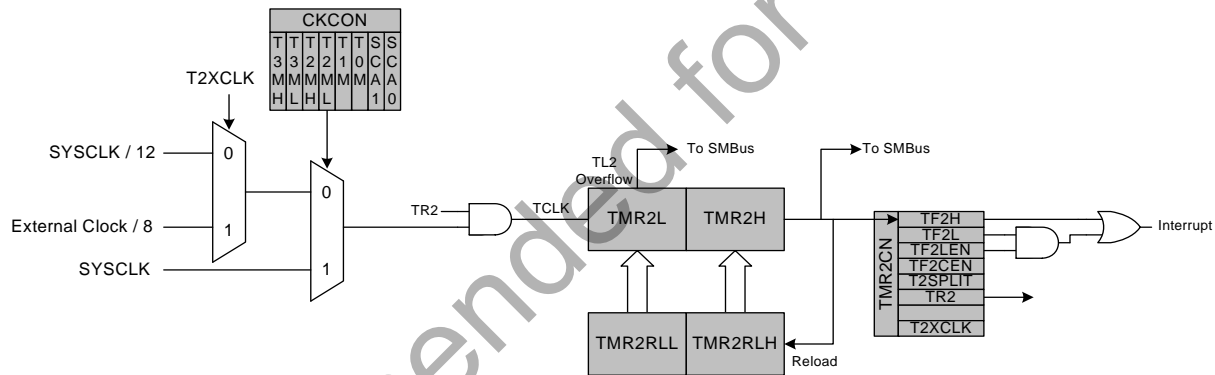 CKCON
T3MH T3ML T2MH T2ML T1M T0M SCA1 SCA0
T2XCLK
SYSCLK / 12
0
External Clock / 8
1
SYSCLK
0
1
TR2
TCLK
TL2
Overflow
To SMBus
To SMBus
TMR2L
TMR2H
TMR2RLL
TMR2RLH
Reload
TMR2CN
TF2H
TF2L
TF2LEN
TF2CEN
T2SPLIT
TR2
T2XCLK
Interrupt
ended for